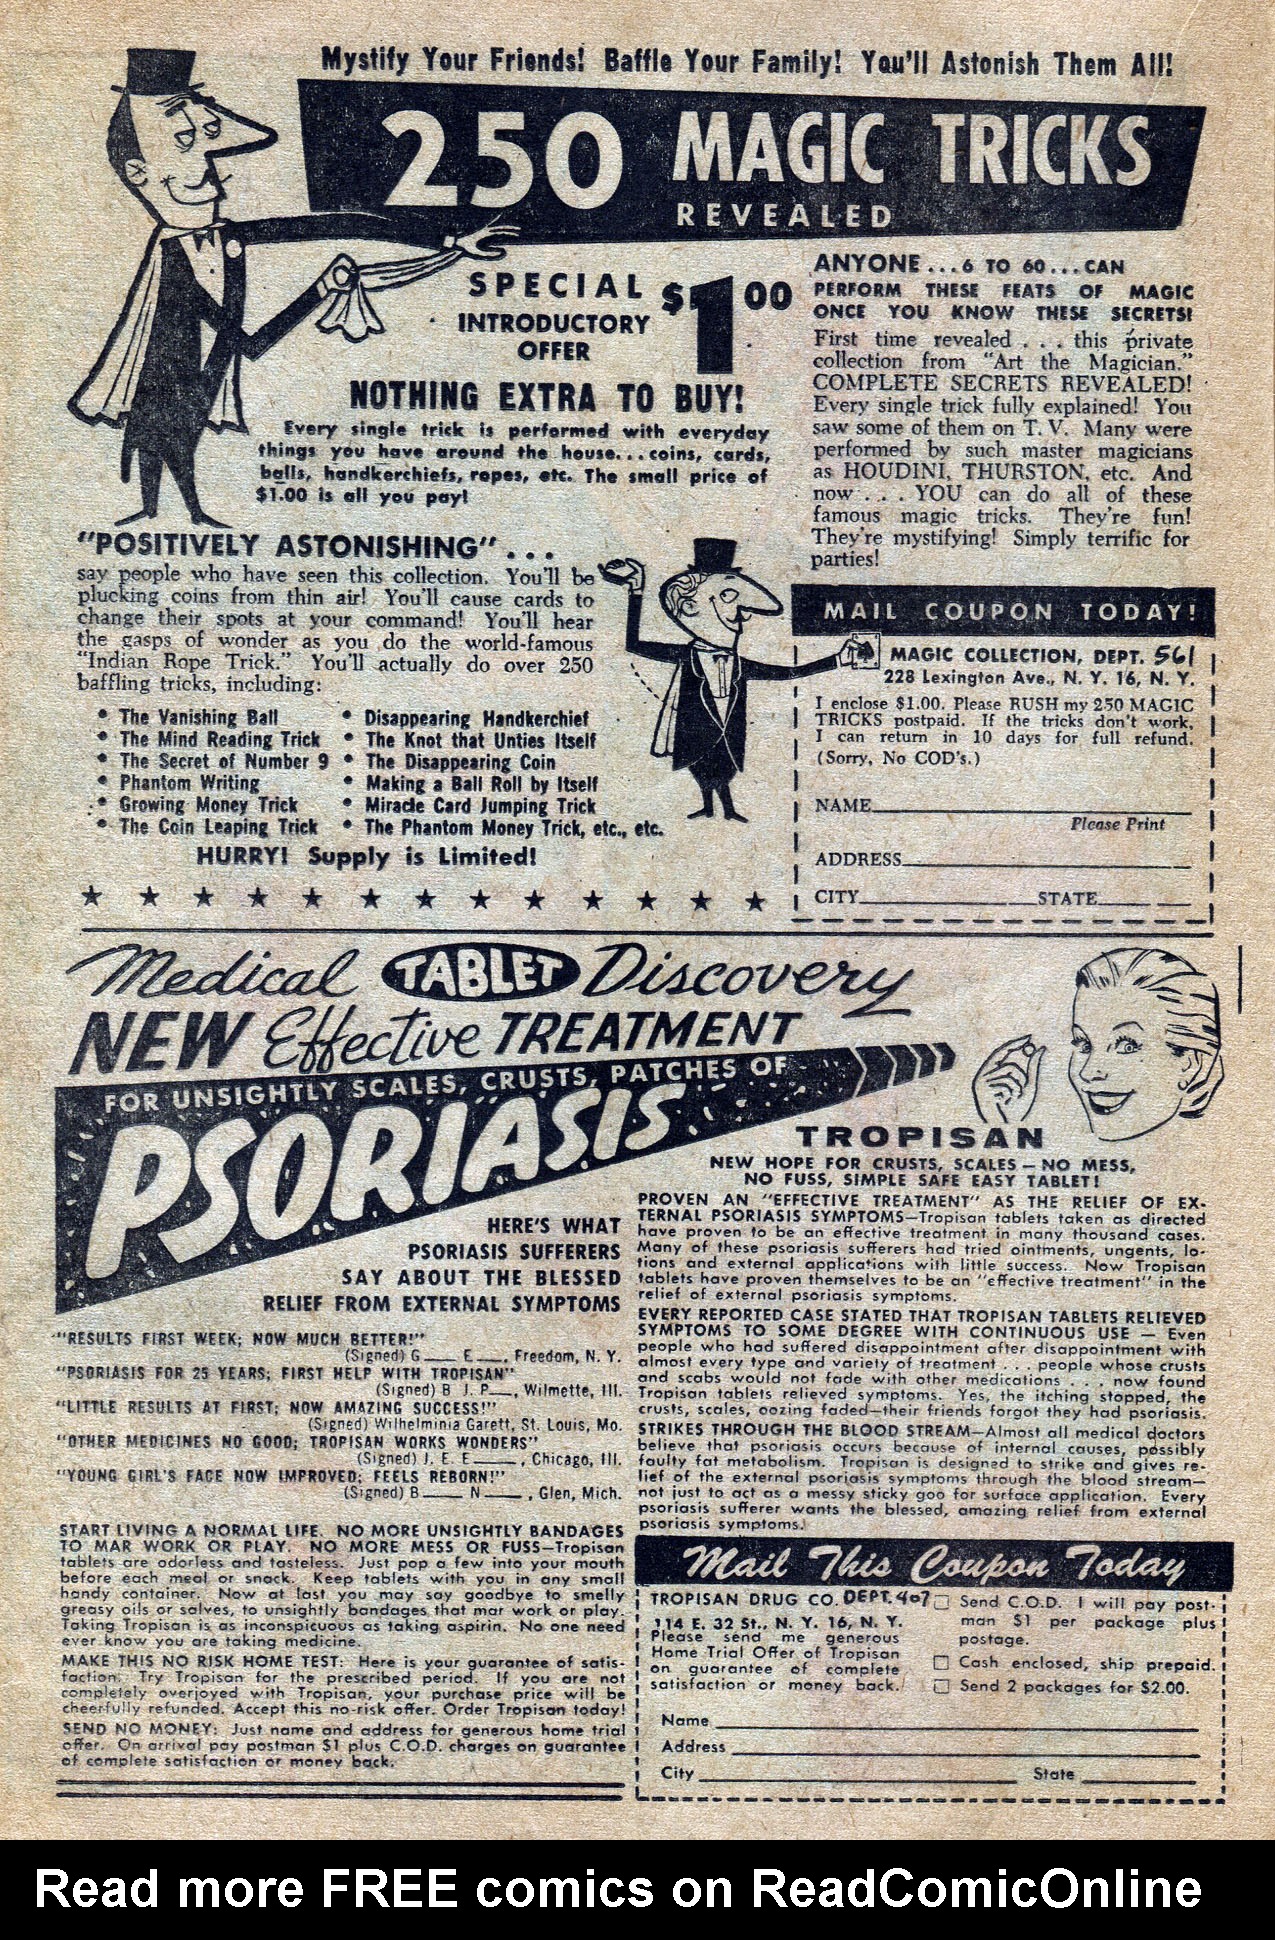 Mystify Your Friends! Baffle Your Family! You'll Astonish Them All!
250 MAGIC TRICKS
REVEALED
SPECIAL
INTRODUCTORY
OFFER
$1.00
NOTHING EXTRA TO BUY!
Every single trick is performed with everyday
things you have around the house...coins, cards,
balls, handkerchiefs, ropes, etc. The small price of
$1.00 is all you pay!
ANYONE...6 TO 60...CAN
PERFORM THESE FEATS OF MAGIC
ONCE YOU KNOW THESE SECRETS!
First time revealed . . . this private
collection from "Art the Magician."
COMPLETE SECRETS REVEALED!
Every single trick fully explained! You
saw some of them on T. V. Many were
performed by such master magicians
as HOUDINI, THURSTON, etc. And
now . . . YOU can do all of these
famous magic tricks. They're fun!
They're mystifying! Simply terrific for
parties!
"POSITIVELY ASTONISHING" . . .
say people who have seen this collection. You'll be
plucking coins from thin air! You'll cause cards to
change their spots at your command! You'll hear
the gasps of wonder as you do the world-famous
"Indian Rope Trick." You'll actually do over 250
baffling tricks, including:
• The Vanishing Ball
• The Mind Reading Trick
• The Secret of Number 9
• Phantom Writing
• Growing Money Trick
• The Coin Leaping Trick
• Disappearing Handkerchief
• The Knot that Unties Itself
• The Disappearing Coin
• Making a Ball Roll by Itself
• Miracle Card Jumping Trick
• The Phantom Money Trick, etc., etc.
HURRY! Supply is Limited!
MAIL COUPON TODAY!
MAGIC COLLECTION, DEPT. 561
228 Lexington Ave., N. Y. 16, N. Y.
I enclose $1.00. Please RUSH my 250 MAGIC
TRICKS postpaid. If the tricks don't work,
I can return in 10 days for full refund.
(Sorry, No COD's.)
NAME
Please Print
ADDRESS
CITY STATE
Medical TABLET Discovery
NEW Effective TREATMENT
FOR UNSIGHTLY SCALES, CRUSTS, PATCHES OF
PSORIASIS
HERE'S WHAT
PSORIASIS SUFFERERS
SAY ABOUT THE BLESSED
RELIEF FROM EXTERNAL SYMPTOMS
"RESULTS FIRST WEEK; NOW MUCH BETTER!"
(Signed) G___ E___, Freedom, N. Y.
"PSORIASIS FOR 25 YEARS; FIRST HELP WITH TROPISAN"
(Signed) B J. P___, Wilmette, Ill.
"LITTLE RESULTS AT FIRST; NOW AMAZING SUCCESS!"
(Signed) Wilhelminia Garett, St. Louis, Mo.
"OTHER MEDICINES NO GOOD; TROPISAN WORKS WONDERS"
(Signed) J. E. E____, Chicago, Ill.
"YOUNG GIRL'S FACE NOW IMPROVED; FEELS REBORN!"
(Signed) B___ N___, Glen, Mich.
START LIVING A NORMAL LIFE. NO MORE UNSIGHTLY BANDAGES
TO MAR WORK OR PLAY. NO MORE MESS OR FUSS—Tropisan
tablets are odorless and tasteless. Just pop a few into your mouth
before each meal or snack. Keep tablets with you in any small
handy container. Now at last you may say goodbye to smelly
greasy oils or salves, to unsightly bandages that mar work or play.
Taking Tropisan is as inconspicuous as taking aspirin. No one need
ever know you are taking medicine.
MAKE THIS NO RISK HOME TEST: Here is your guarantee of satis-
faction: Try Tropisan for the prescribed period. If you are not
completely overjoyed with Tropisan, your purchase price will be
cheerfully refunded. Accept this no-risk offer. Order Tropisan today!
SEND NO MONEY: Just name and address for generous home trial
offer. On arrival pay postman $1 plus C.O.D. charges on guarantee
of complete satisfaction or money back.
TROPISAN
NEW HOPE FOR CRUSTS, SCALES – NO MESS,
NO FUSS, SIMPLE SAFE EASY TABLET!
PROVEN AN "EFFECTIVE TREATMENT" AS THE RELIEF OF EX-
TERNAL PSORIASIS SYMPTOMS—Tropisan tablets taken as directed
have proven to be an effective treatment in many thousand cases.
Many of these psoriasis sufferers had tried ointments, ungents, lo-
tions and external applications with little success. Now Tropisan
tablets have proven themselves to be an "effective treatment" in the
relief of external psoriasis symptoms.
EVERY REPORTED CASE STATED THAT TROPISAN TABLETS RELIEVED
SYMPTOMS TO SOME DEGREE WITH CONTINUOUS USE — Even
people who had suffered disappointment after disappointment with
almost every type and variety of treatment . . . people whose crusts
and scabs would not fade with other medications . . . now found
Tropisan tablets relieved symptoms. Yes, the itching stopped, the
crusts, scales, oozing faded—their friends forgot they had psoriasis.
STRIKES THROUGH THE BLOOD STREAM—Almost all medical doctors
believe that psoriasis occurs because of internal causes, possibly
faulty fat metabolism. Tropisan is designed to strike and gives re-
lief of the external psoriasis symptoms through the blood stream—
not just to act as a messy sticky goo for surface application. Every
psoriasis sufferer wants the blessed, amazing relief from external
psoriasis symptoms.
Mail This Coupon Today
TROPISAN DRUG CO. DEPT. 407
114 E. 32 St., N. Y. 16, N. Y.
Please send me generous
Home Trial Offer of Tropisan
on guarantee of complete
satisfaction or money back.
Send C.O.D. I will pay post-
man $1 per package plus
postage.
Cash enclosed, ship prepaid.
Send 2 packages for $2.00.
Name
Address
City State
Read more FREE comics on ReadComicOnline